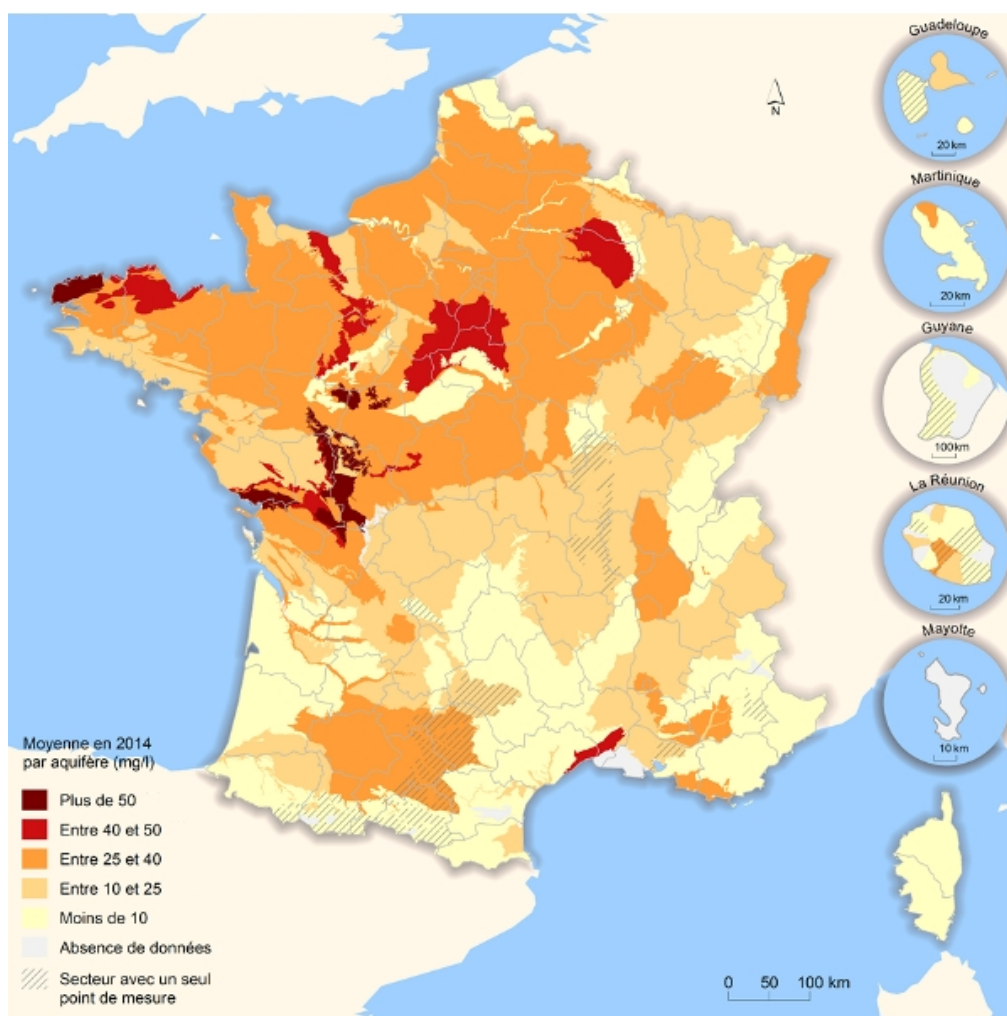 Guadeloupe
20 km
N
Martinique
20 km
Guyane
100 km
La Réunion
20 km
Mayotte
10 km
Moyenne en 2014
par aquifère (mg/l)
Plus de 50
Entre 40 et 50
Entre 25 et 40
Entre 10 et 25
Moins de 10
Absence de données
Secteur avec un seul
point de mesure
0 50 100 km